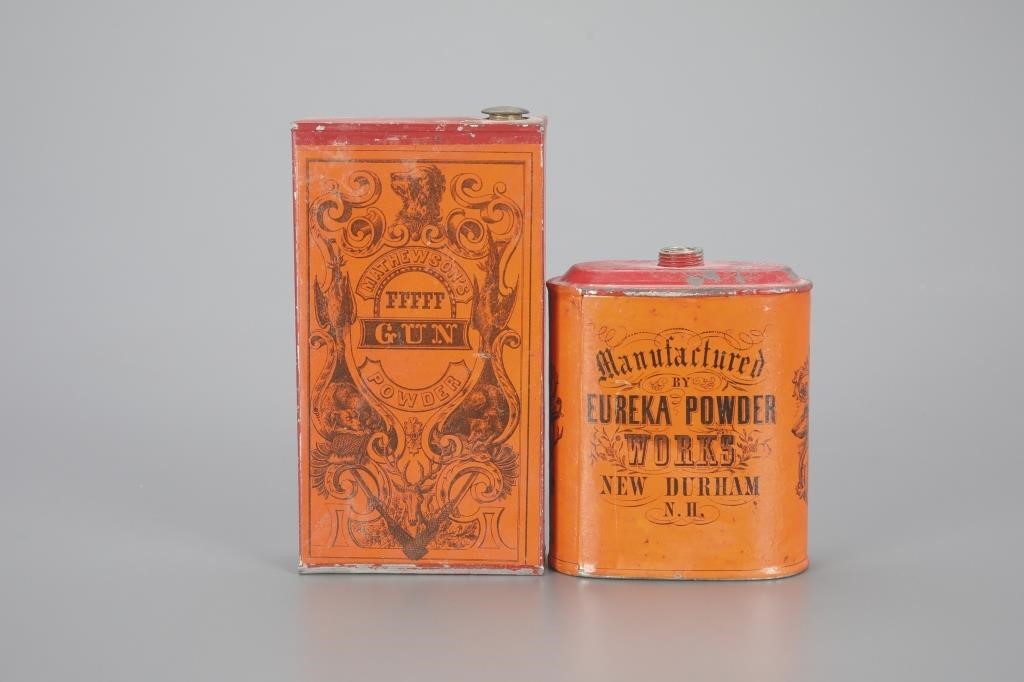 MATHEWSON'S
FFFFF
GUN
POWDER
Manufactured
BY
EUREKA POWDER
WORKS
NEW DURHAM
N.H.